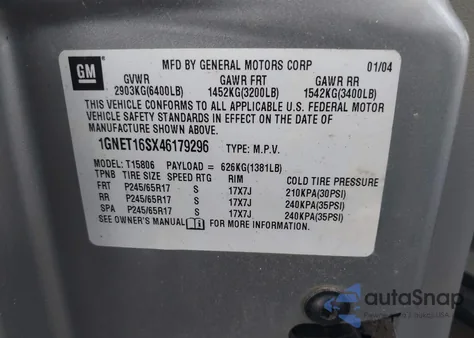 GM
MFD BY GENERAL MOTORS CORP 01/04
GVWR GAWR FRT GAWR RR
2903KG(6400LB) 1452KG(3200LB) 1542KG(3400LB)
THIS VEHICLE CONFORMS TO ALL APPLICABLE U.S. FEDERAL MOTOR
VEHICLE SAFETY STANDARDS IN EFFECT ON THE DATE OF
MANUFACTURE SHOWN ABOVE.
1GNET16SX46179296 TYPE: M.P.V.
MODEL: T15806 PAYLOAD = 626KG(1381LB)
TPNB TIRE SIZE SPEED RTG RIM COLD TIRE PRESSURE
FRT P245/65R17 S 17X7J 210KPA(30PSI)
RR P245/65R17 S 17X7J 240KPA(35PSI)
SPA P245/65R17 S 17X7J 240KPA(35PSI)
SEE OWNER'S MANUAL FOR MORE INFORMATION.
autoSnap